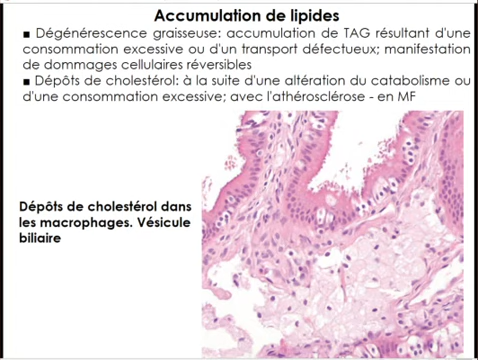 Accumulation de lipides
■ Dégénérescence graisseuse: accumulation de TAG résultant d'une
consommation excessive ou d'un transport défectueux; manifestation
de dommages cellulaires réversibles
■ Dépôts de cholestérol: à la suite d'une altération du catabolisme ou
d'une consommation excessive; avec l'athérosclérose - en MF
Dépôts de cholestérol dans
les macrophages. Vésicule
biliaire